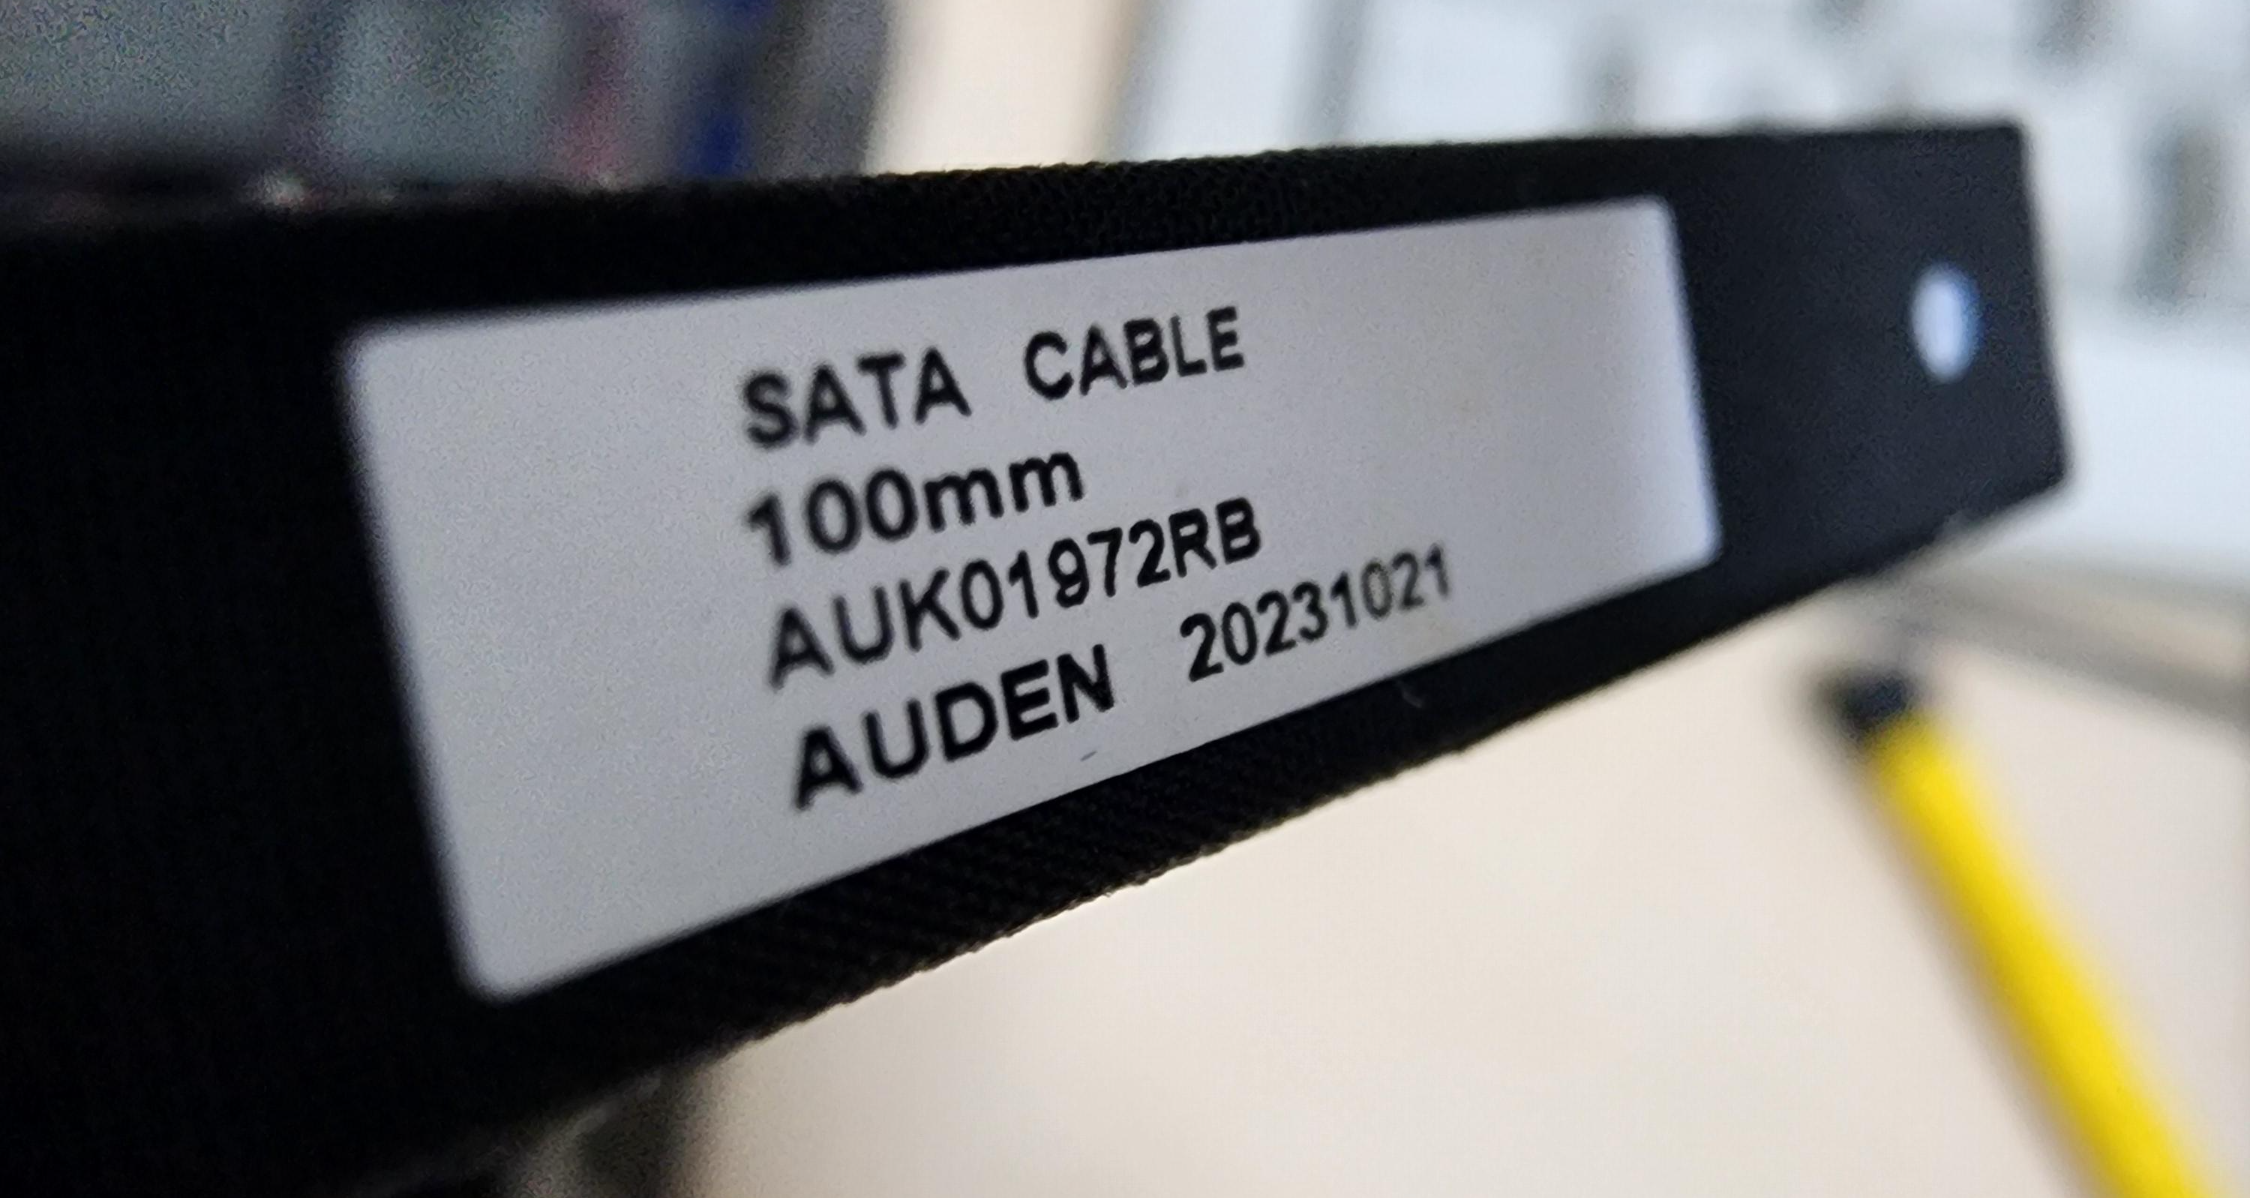 SATA CABLE
100mm
AUK01972RB
AUDEN 20231021